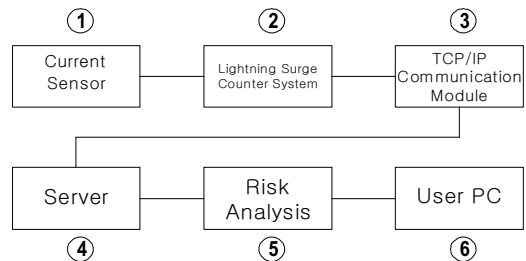 ①
Current
Sensor
②
Lightning Surge
Counter System
③
TCP/IP
Communication
Module
Server
④
Risk
Analysis
⑤
User PC
⑥